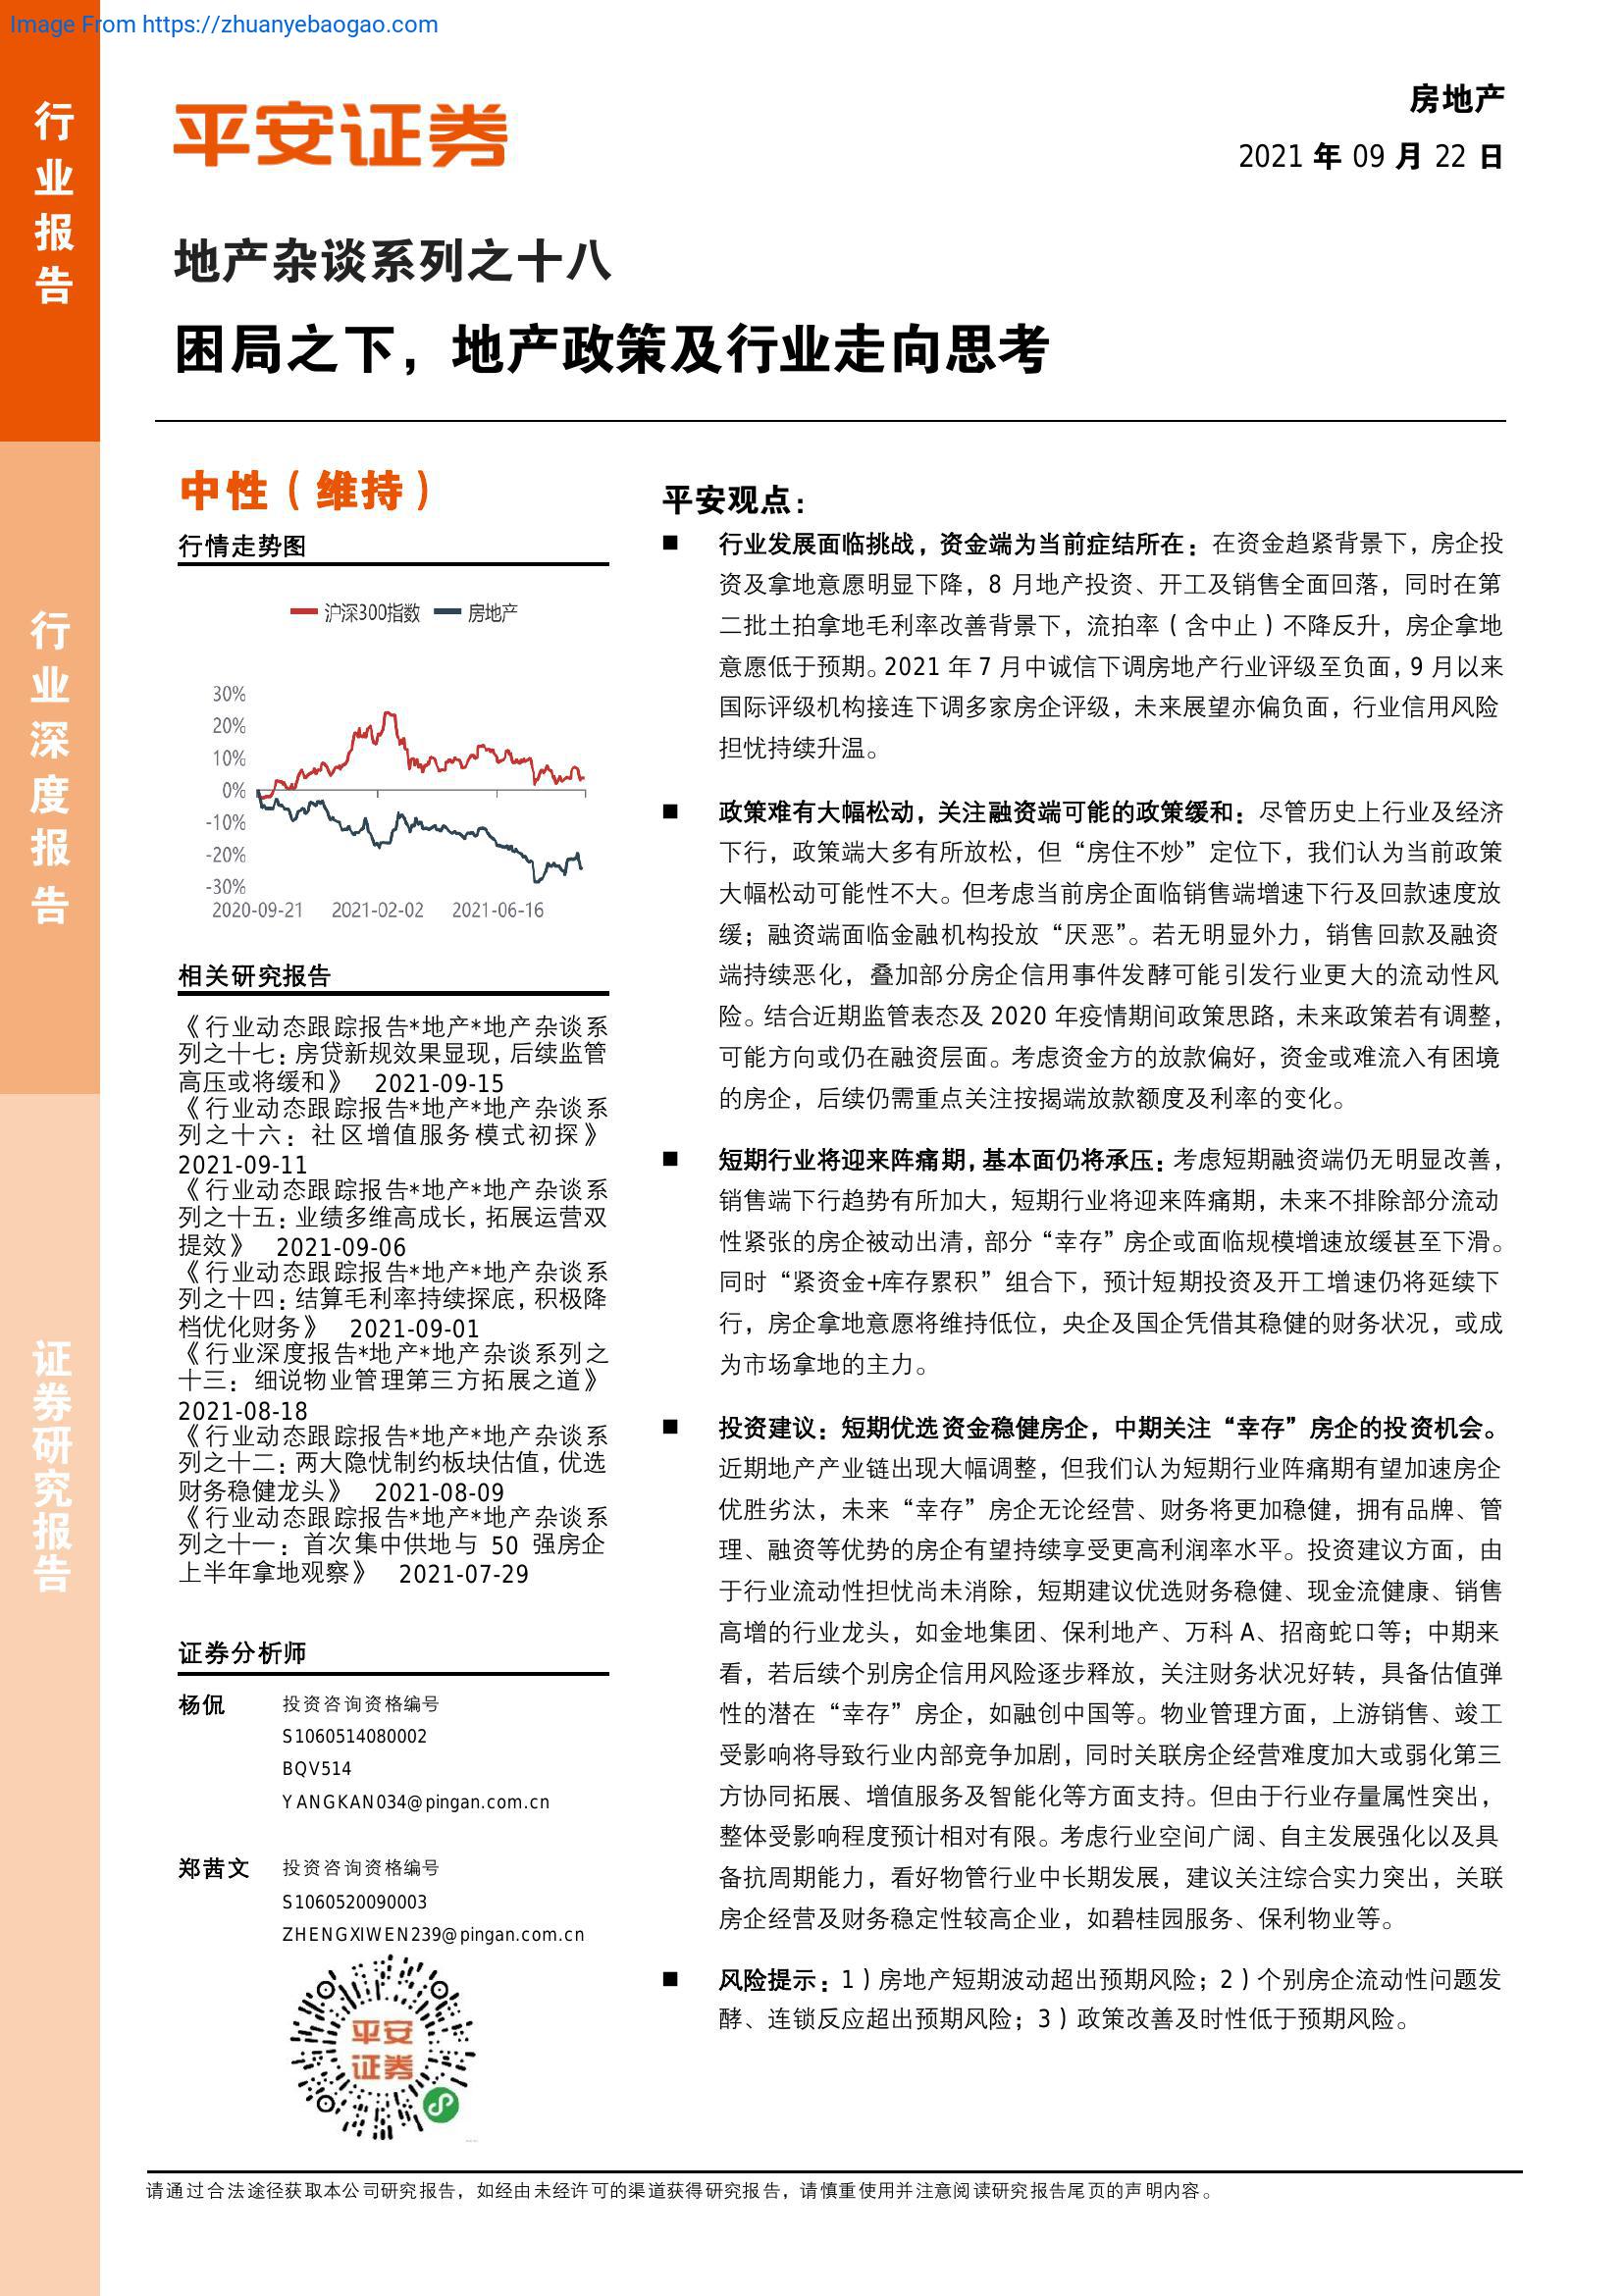 Image From https://zhuanyebaogao.com
行业报告
行业深度报告
证券研究报告
平安证券
房地产
2021 年 09 月 22 日
地产杂谈系列之十八
困局之下，地产政策及行业走向思考
中性（维持）
行情走势图
沪深300指数 房地产
30%
20%
10%
0%
-10%
-20%
-30%
2020-09-21 2021-02-02 2021-06-16
相关研究报告
《行业动态跟踪报告*地产*地产杂谈系
列之十七：房贷新规效果显现，后续监管
高压或将缓和》 2021-09-15
《行业动态跟踪报告*地产*地产杂谈系
列之十六：社区增值服务模式初探》
2021-09-11
《行业动态跟踪报告*地产*地产杂谈系
列之十五：业绩多维高成长，拓展运营双
提效》 2021-09-06
《行业动态跟踪报告*地产*地产杂谈系
列之十四：结算毛利率持续探底，积极降
档优化财务》 2021-09-01
《行业深度报告*地产*地产杂谈系列之
十三：细说物业管理第三方拓展之道》
2021-08-18
《行业动态跟踪报告*地产*地产杂谈系
列之十二：两大隐忧制约板块估值，优选
财务稳健龙头》 2021-08-09
《行业动态跟踪报告*地产*地产杂谈系
列之十一：首次集中供地与 50 强房企
上半年拿地观察》 2021-07-29
证券分析师
杨侃 投资咨询资格编号
S1060514080002
BQV514
YANGKAN034@pingan.com.cn
郑茜文 投资咨询资格编号
S1060520090003
ZHENGXIWEN239@pingan.com.cn
平安
证券
平安观点：
■ 行业发展面临挑战，资金端为当前症结所在：在资金趋紧背景下，房企投
资及拿地意愿明显下降，8 月地产投资、开工及销售全面回落，同时在第
二批土拍拿地毛利率改善背景下，流拍率（含中止）不降反升，房企拿地
意愿低于预期。2021 年 7 月中诚信下调房地产行业评级至负面，9 月以来
国际评级机构接连下调多家房企评级，未来展望亦偏负面，行业信用风险
担忧持续升温。
■ 政策难有大幅松动，关注融资端可能的政策缓和：尽管历史上行业及经济
下行，政策端大多有所放松，但“房住不炒”定位下，我们认为当前政策
大幅松动可能性不大。但考虑当前房企面临销售端增速下行及回款速度放
缓；融资端面临金融机构投放“厌恶”。若无明显外力，销售回款及融资
端持续恶化，叠加部分房企信用事件发酵可能引发行业更大的流动性风
险。结合近期监管表态及 2020 年疫情期间政策思路，未来政策若有调整，
可能方向或仍在融资层面。考虑资金方的放款偏好，资金或难流入有困境
的房企，后续仍需重点关注按揭端放款额度及利率的变化。
■ 短期行业将迎来阵痛期，基本面仍将承压：考虑短期融资端仍无明显改善，
销售端下行趋势有所加大，短期行业将迎来阵痛期，未来不排除部分流动
性紧张的房企被动出清，部分“幸存”房企或面临规模增速放缓甚至下滑。
同时“紧资金+库存累积”组合下，预计短期投资及开工增速仍将延续下
行，房企拿地意愿将维持低位，央企及国企凭借其稳健的财务状况，或成
为市场拿地的主力。
■ 投资建议：短期优选资金稳健房企，中期关注“幸存”房企的投资机会。
近期地产产业链出现大幅调整，但我们认为短期行业阵痛期有望加速房企
优胜劣汰，未来“幸存”房企无论经营、财务将更加稳健，拥有品牌、管
理、融资等优势的房企有望持续享受更高利润率水平。投资建议方面，由
于行业流动性担忧尚未消除，短期建议优选财务稳健、现金流健康、销售
高增的行业龙头，如金地集团、保利地产、万科 A、招商蛇口等；中期来
看，若后续个别房企信用风险逐步释放，关注财务状况好转，具备估值弹
性的潜在“幸存”房企，如融创中国等。物业管理方面，上游销售、竣工
受影响将导致行业内部竞争加剧，同时关联房企经营难度加大或弱化第三
方协同拓展、增值服务及智能化等方面支持。但由于行业存量属性突出，
整体受影响程度预计相对有限。考虑行业空间广阔、自主发展强化以及具
备抗周期能力，看好物管行业中长期发展，建议关注综合实力突出，关联
房企经营及财务稳定性较高企业，如碧桂园服务、保利物业等。
■ 风险提示：1）房地产短期波动超出预期风险；2）个别房企流动性问题发
酵、连锁反应超出预期风险；3）政策改善及时性低于预期风险。
请通过合法途径获取本公司研究报告，如经由未经许可的渠道获得研究报告，请慎重使用并注意阅读研究报告尾页的声明内容。